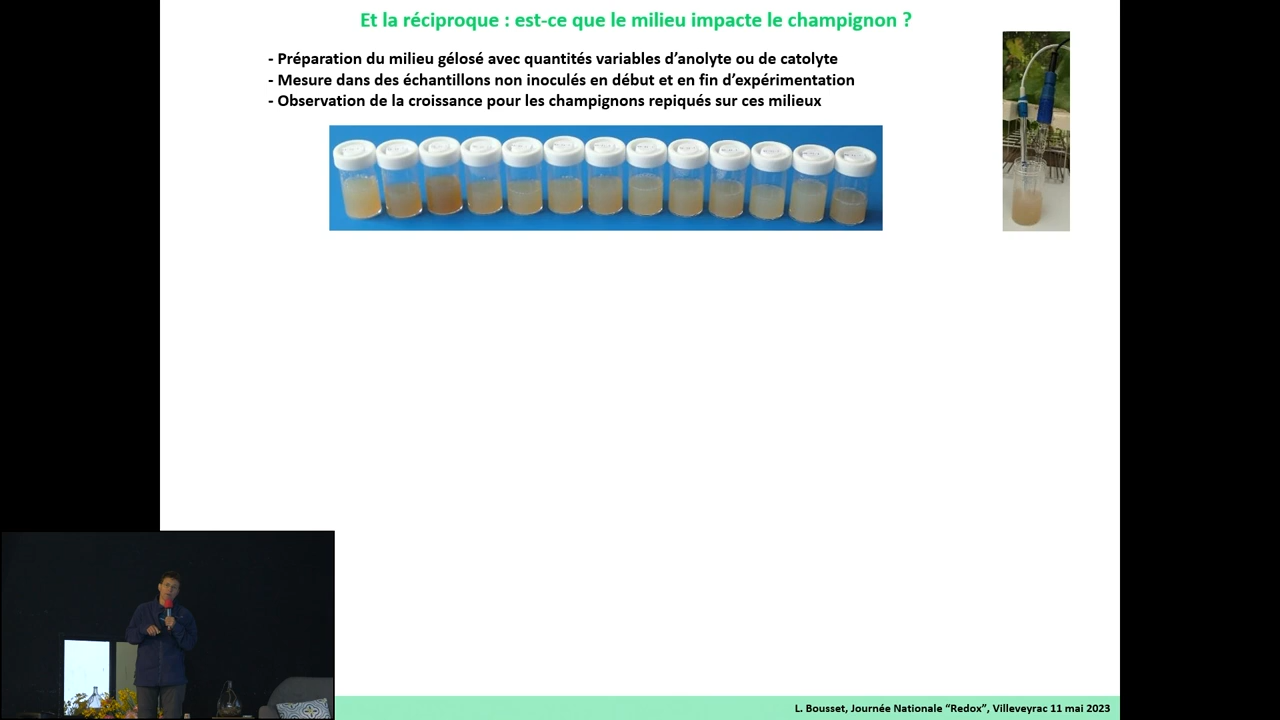 Et la réciproque : est-ce que le milieu impacte le champignon ?
- Préparation du milieu gélosé avec quantités variables d’anolyte ou de catolyte
- Mesure dans des échantillons non inoculés en début et en fin d’expérimentation
- Observation de la croissance pour les champignons repiqués sur ces milieux
L. Bousset, Journée Nationale “Redox”, Villeveyrac 11 mai 2023